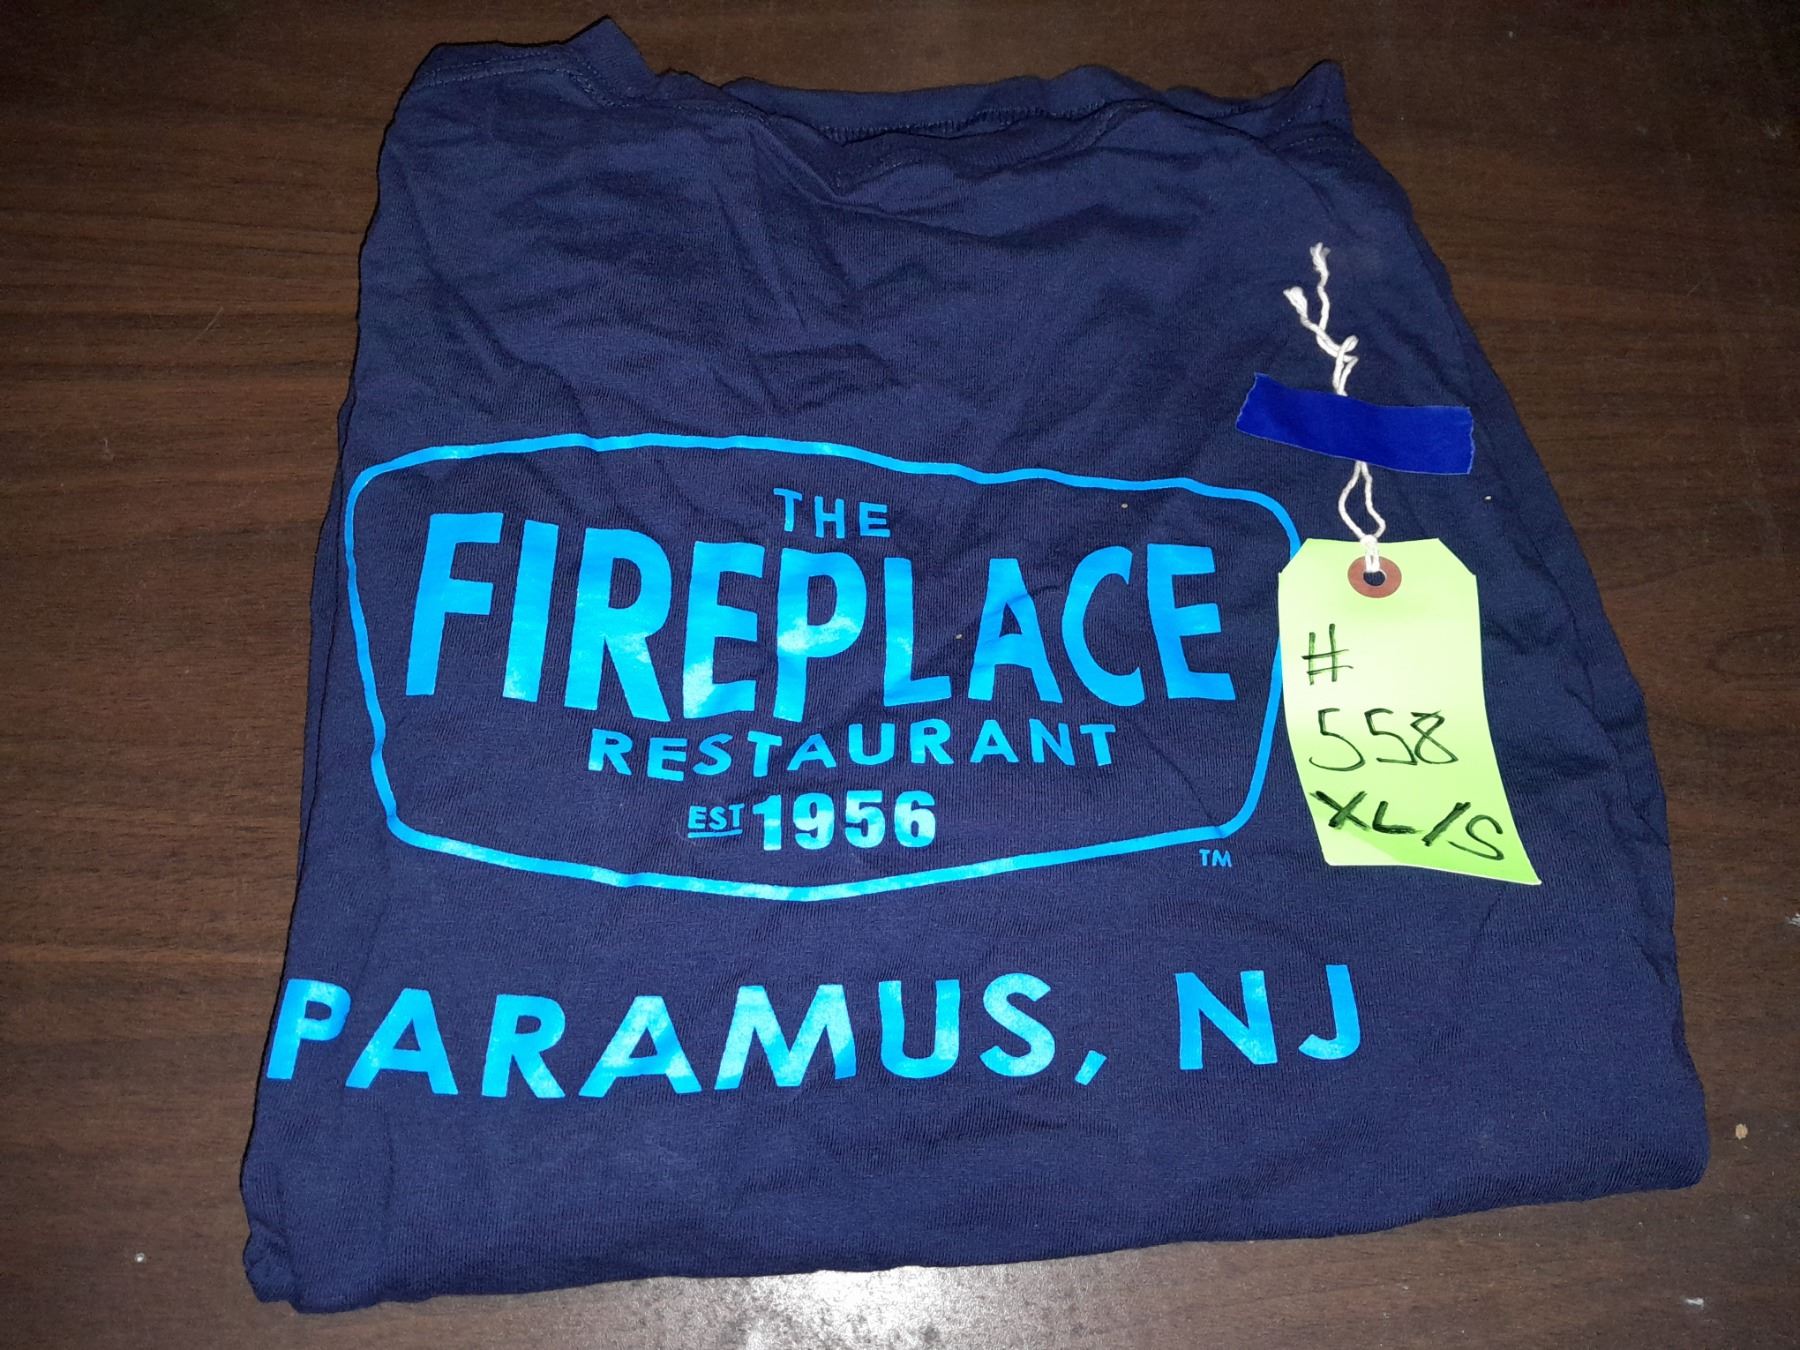 THE
FIREPLACE
RESTAURANT
EST 1956
TM
PARAMUS, NJ
#
558
XL/S